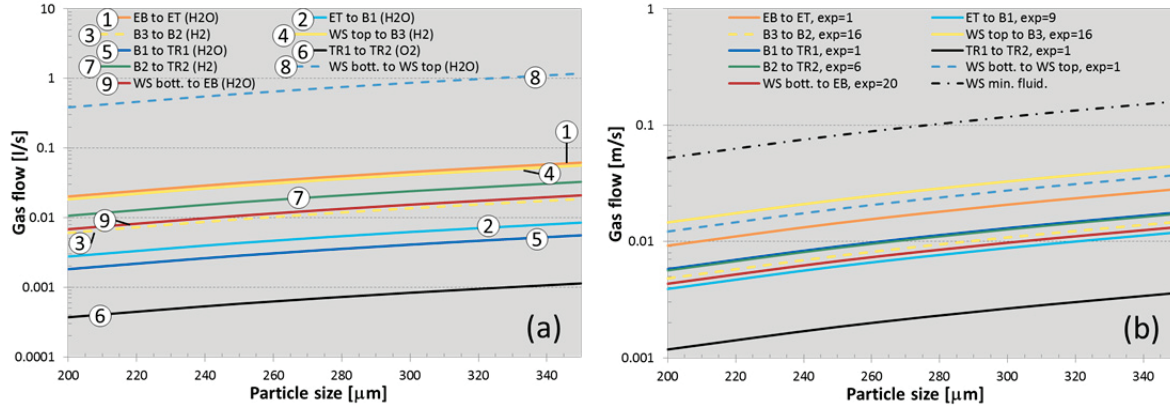 1 EB to ET (H2O) 2 ET to B1 (H2O)
3 B3 to B2 (H2) 4 WS top to B3 (H2)
5 B1 to TR1 (H2O) 6 TR1 to TR2 (O2)
7 B2 to TR2 (H2) 8 WS bott. to WS top (H2O)
9 WS bott. to EB (H2O)
10
1
0.1
0.01
0.001
0.0001
Gas flow [l/s]
8
1
4
7
9
3
2
5
6
(a)
200 220 240 260 280 300 320 340
Particle size [µm]
EB to ET, exp=1 ET to B1, exp=9
B3 to B2, exp=16 WS top to B3, exp=16
B1 to TR1, exp=1 TR1 to TR2, exp=1
B2 to TR2, exp=6 WS bott. to WS top, exp=1
WS bott. to EB, exp=20 WS min. fluid.
1
0.1
0.01
0.001
Gas flow [m/s]
(b)
200 220 240 260 280 300 320 340
Particle size [µm]